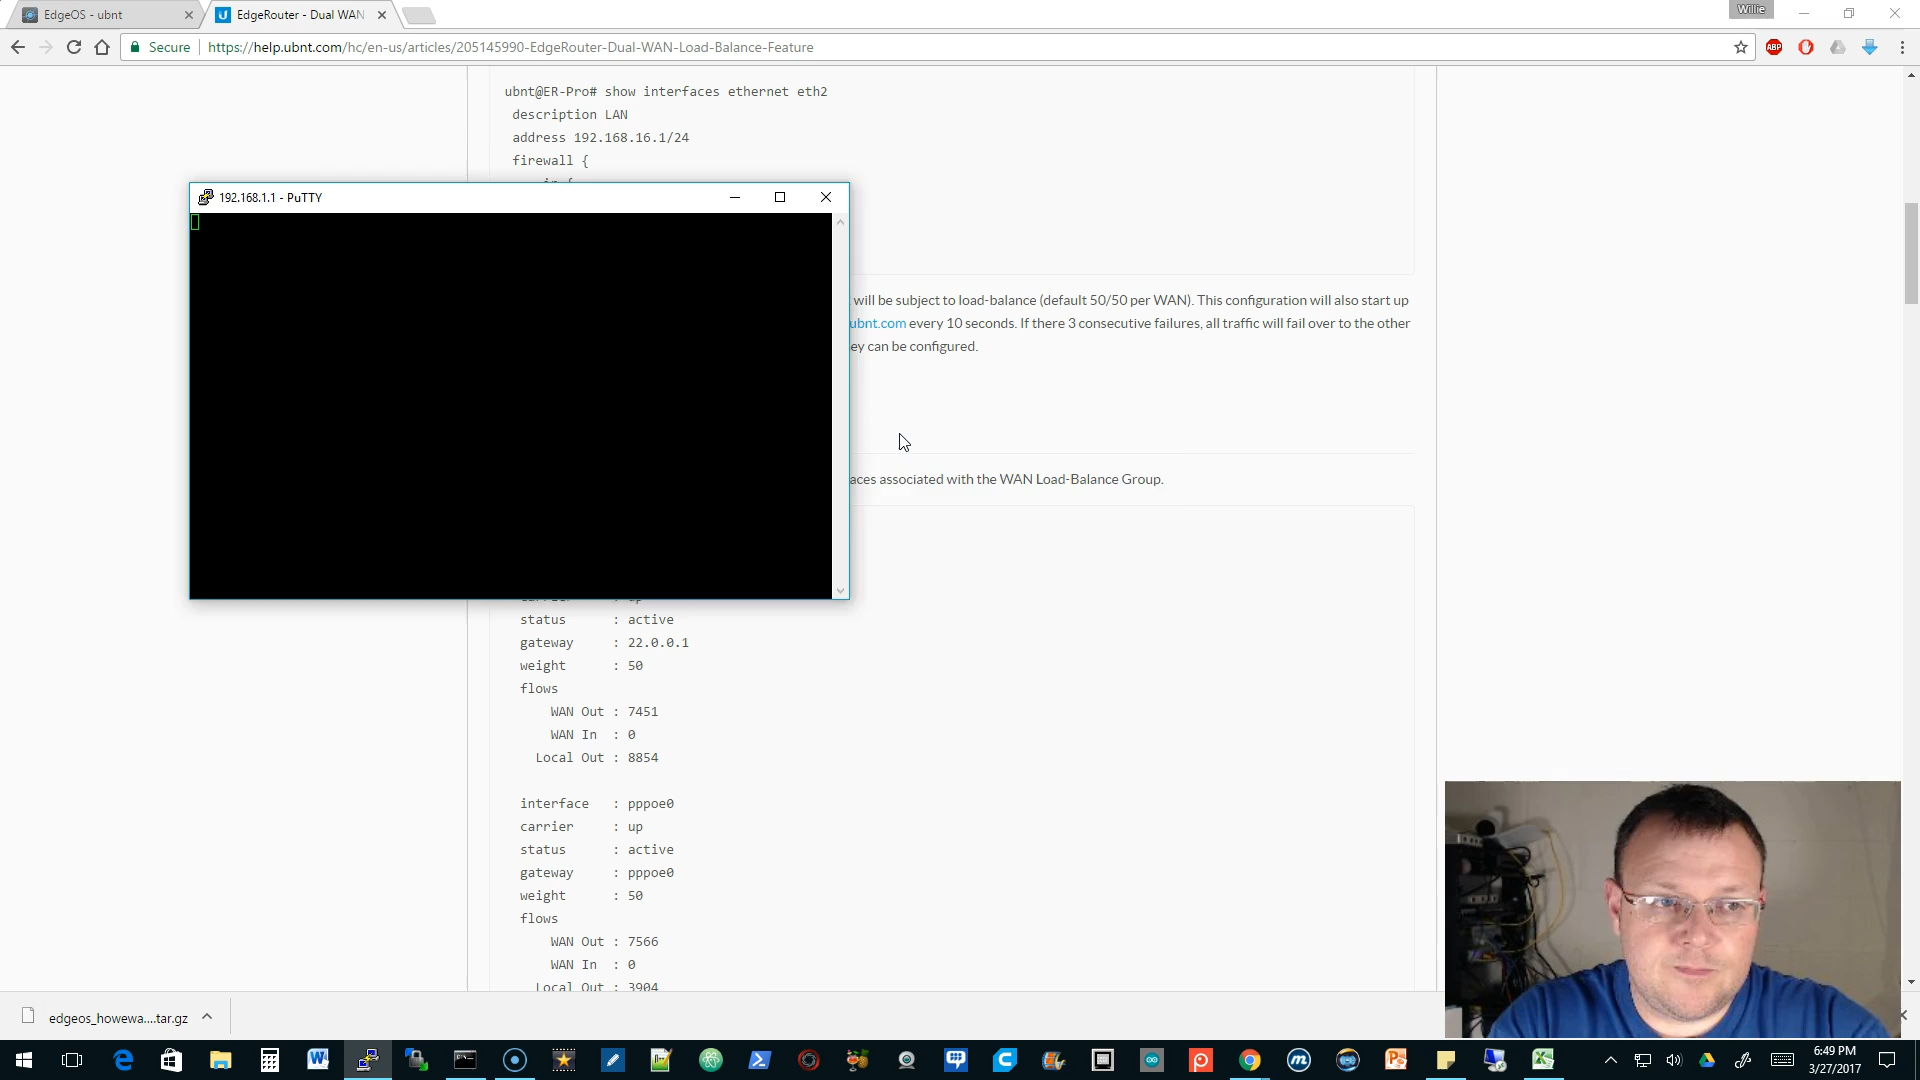 EdgeOS - ubnt
EdgeRouter - Dual WAN
Willie
Secure
https://help.ubnt.com/hc/en-us/articles/205145990-EdgeRouter-Dual-WAN-Load-Balance-Feature
ABP
ubnt@ER-Pro# show interfaces ethernet eth2
description LAN
address 192.168.16.1/24
firewall {
192.168.1.1 - PuTTY
will be subject to load-balance (default 50/50 per WAN). This configuration will also start up
ubnt.com every 10 seconds. If there 3 consecutive failures, all traffic will fail over to the other
ey can be configured.
aces associated with the WAN Load-Balance Group.
status : active
gateway : 22.0.0.1
weight : 50
flows
WAN Out : 7451
WAN In : 0
Local Out : 8854
interface : pppoe0
carrier : up
status : active
gateway : pppoe0
weight : 50
flows
WAN Out : 7566
WAN In : 0
Local Out : 3904
edgeos_howewa....tar.gz
6:49 PM
3/27/2017